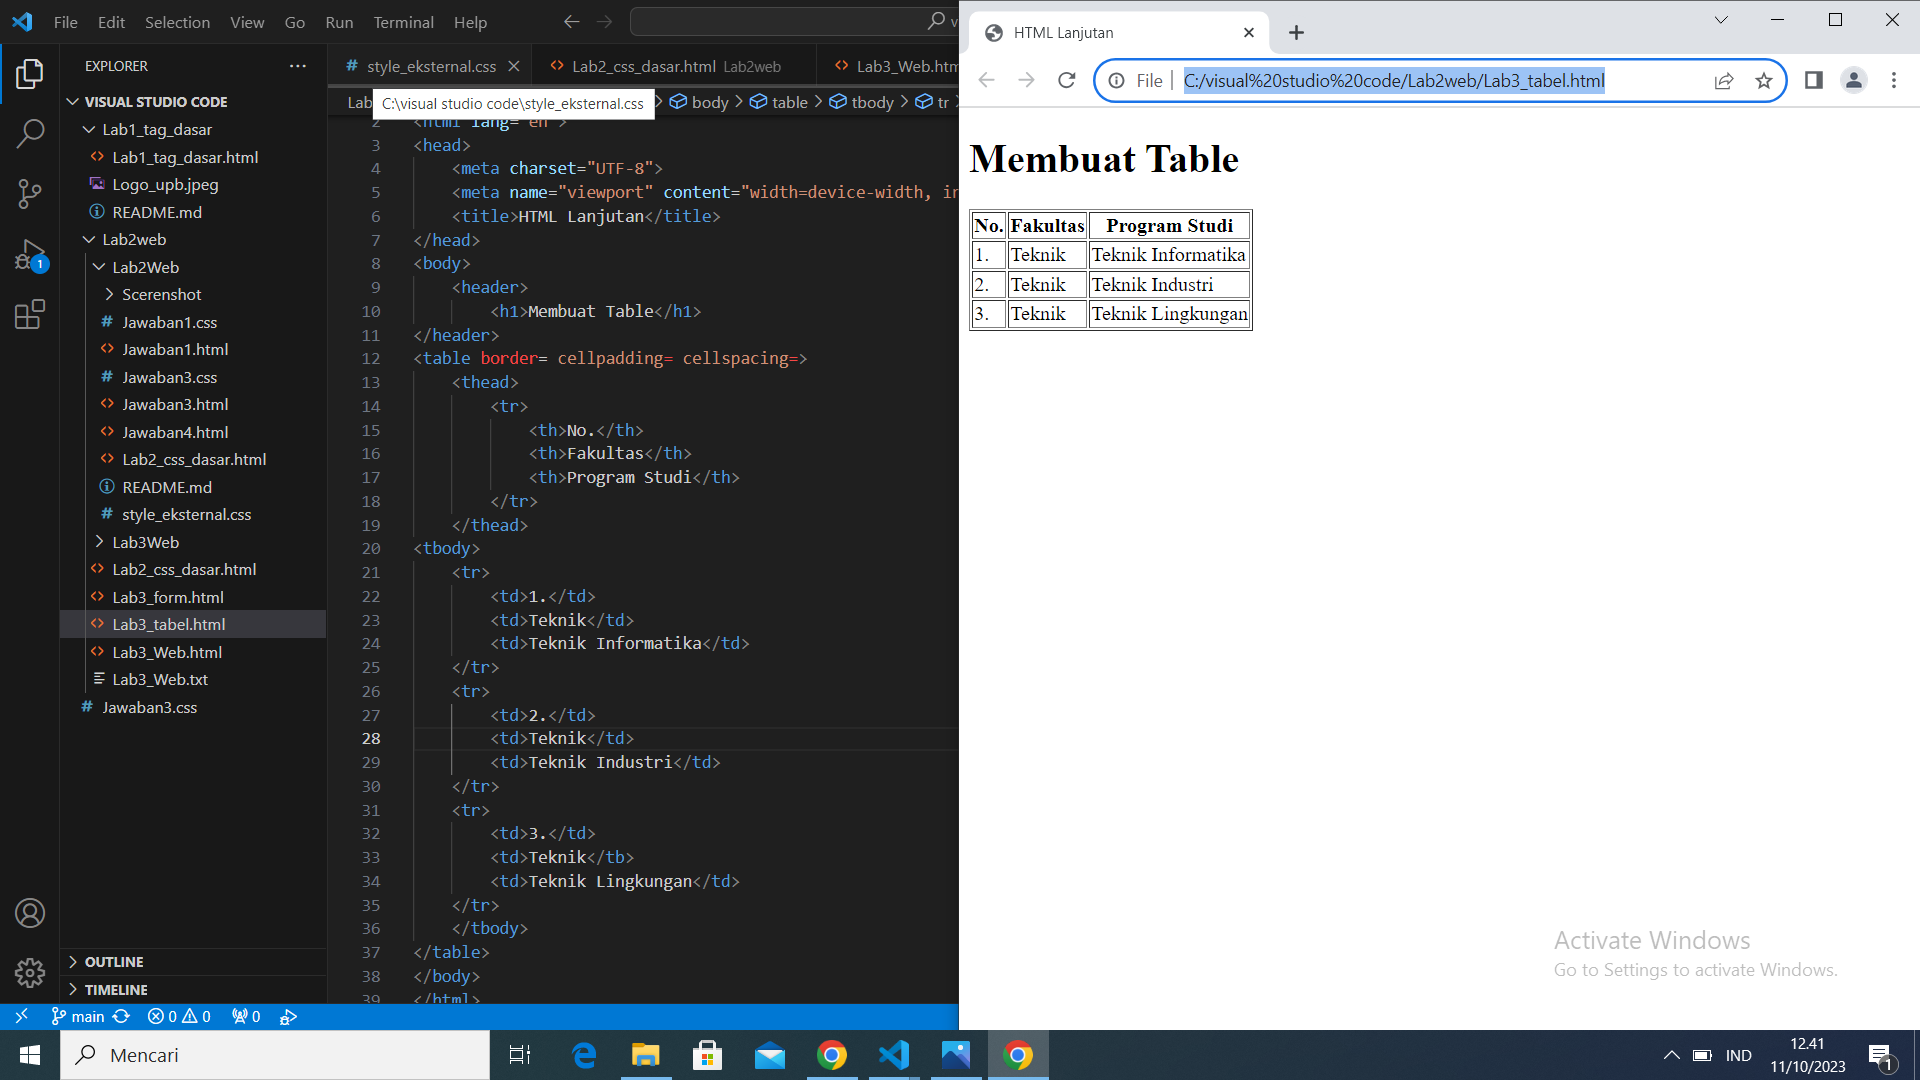 File Edit Selection View Go Run Terminal Help
EXPLORER
VISUAL STUDIO CODE
Lab1_tag_dasar
Lab1_tag_dasar.html
Logo_upb.jpeg
README.md
Lab2web
Lab2Web
Scerenshot
Jawaban1.css
Jawaban1.html
Jawaban3.css
Jawaban3.html
Jawaban4.html
Lab2_css_dasar.html
README.md
style_eksternal.css
Lab3Web
Lab2_css_dasar.html
Lab3_form.html
Lab3_tabel.html
Lab3_Web.html
Lab3_Web.txt
Jawaban3.css
OUTLINE
TIMELINE
1
style_eksternal.css Lab2_css_dasar.html Lab2web Lab3_Web.htm
Lab body table tbody tr
C:\visual studio code\style_eksternal.css
2 <html lang="en">
3 <head>
4 <meta charset="UTF-8">
5 <meta name="viewport" content="width=device-width, in
6 <title>HTML Lanjutan</title>
7 </head>
8 <body>
9 <header>
10 <h1>Membuat Table</h1>
11 </header>
12 <table border= cellpadding= cellspacing=>
13 <thead>
14 <tr>
15 <th>No.</th>
16 <th>Fakultas</th>
17 <th>Program Studi</th>
18 </tr>
19 </thead>
20 <tbody>
21 <tr>
22 <td>1.</td>
23 <td>Teknik</td>
24 <td>Teknik Informatika</td>
25 </tr>
26 <tr>
27 <td>2.</td>
28 <td>Teknik</td>
29 <td>Teknik Industri</td>
30 </tr>
31 <tr>
32 <td>3.</td>
33 <td>Teknik</tb>
34 <td>Teknik Lingkungan</td>
35 </tr>
36 </tbody>
37 </table>
38 </body>
39 </html>
main 0 0 0
HTML Lanjutan
File C:/visual%20studio%20code/Lab2web/Lab3_tabel.html
Membuat Table
No. Fakultas Program Studi
1. Teknik Teknik Informatika
2. Teknik Teknik Industri
3. Teknik Teknik Lingkungan
Activate Windows
Go to Settings to activate Windows.
Mencari
IND
12.41
11/10/2023
1